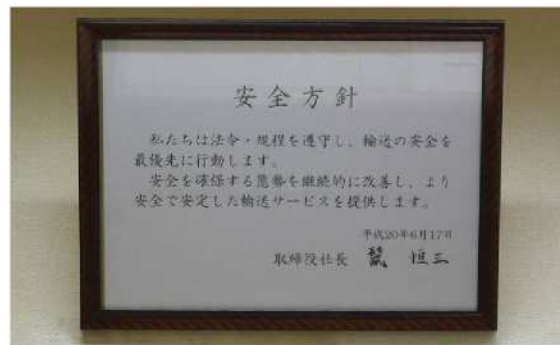 安全方針
私たちは法令・規程を遵守し、輸送の安全を
最優先に行動します。
安全を確保する態勢を継続的に改善し、より
安全で安定した輸送サービスを提供します。
平成20年6月17日
取締役社長 恒三